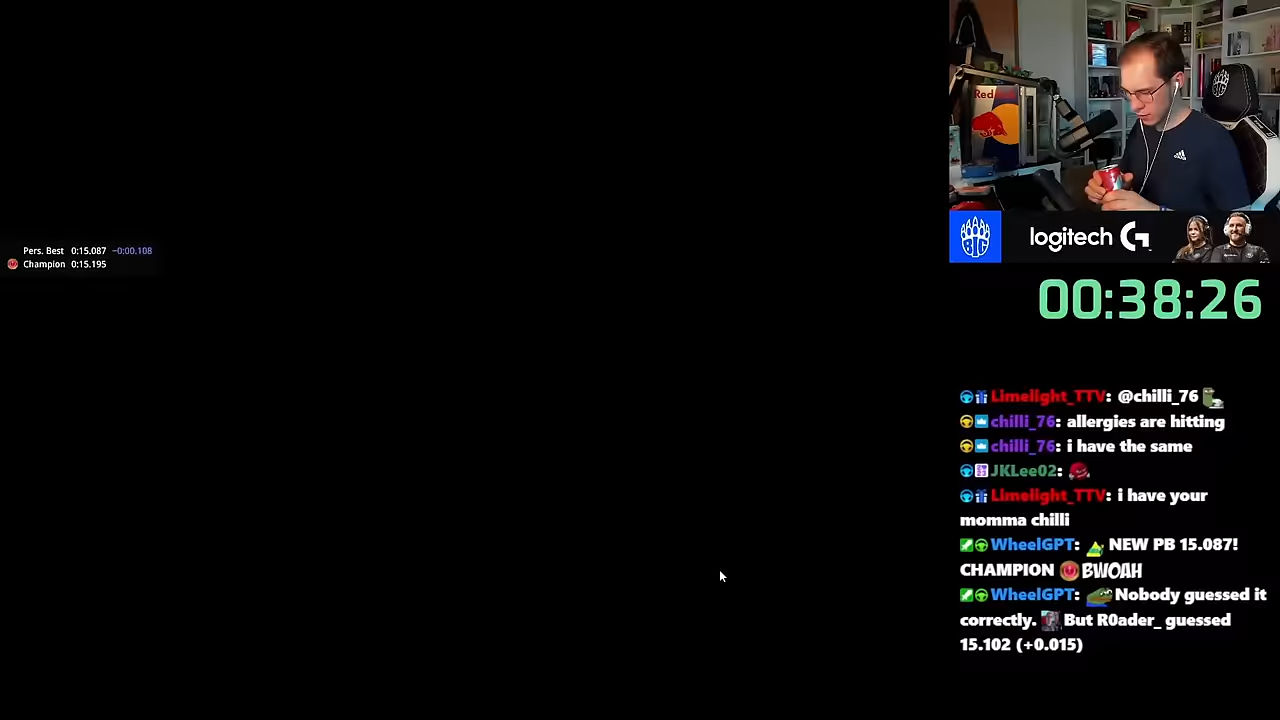 Red
Pers. Best 0:15.087 −0:00.108
Champion 0:15.195
BIG
logitech G
00:38:26
Limelight_TTV: @chilli_76
chilli_76: allergies are hitting
chilli_76: i have the same
JKLee02:
Limelight_TTV: i have your
momma chilli
WheelGPT: NEW PB 15.087!
CHAMPION BWOAH
WheelGPT: Nobody guessed it
correctly. But R0ader_ guessed
15.102 (+0.015)